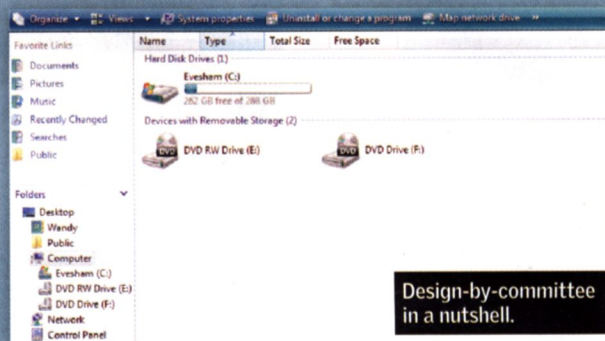 Organize Views System properties Uninstall or change a program Map network drive »
Favorite Links
Documents
Pictures
Music
Recently Changed
Searches
Public
Folders
Desktop
Wandy
Public
Computer
Evesham (C:)
DVD RW Drive (E:)
DVD Drive (F:)
Network
Control Panel
Name Type Total Size Free Space
Hard Disk Drives (1)
Evesham (C:)
262 GB free of 288 GB
Devices with Removable Storage (2)
DVD RW Drive (E:) DVD Drive (F:)
Design-by-committee
in a nutshell.